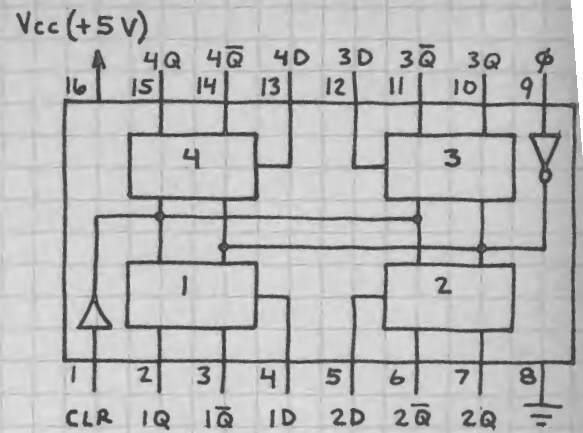 Vcc (+5 V)
4Q 4Q̅ 4D 3D 3Q̅ 3Q ϕ
16 15 14 13 12 11 10 9
4 3
1 2
1 2 3 4 5 6 7 8
CLR 1Q 1Q̅ 1D 2D 2Q̅ 2Q